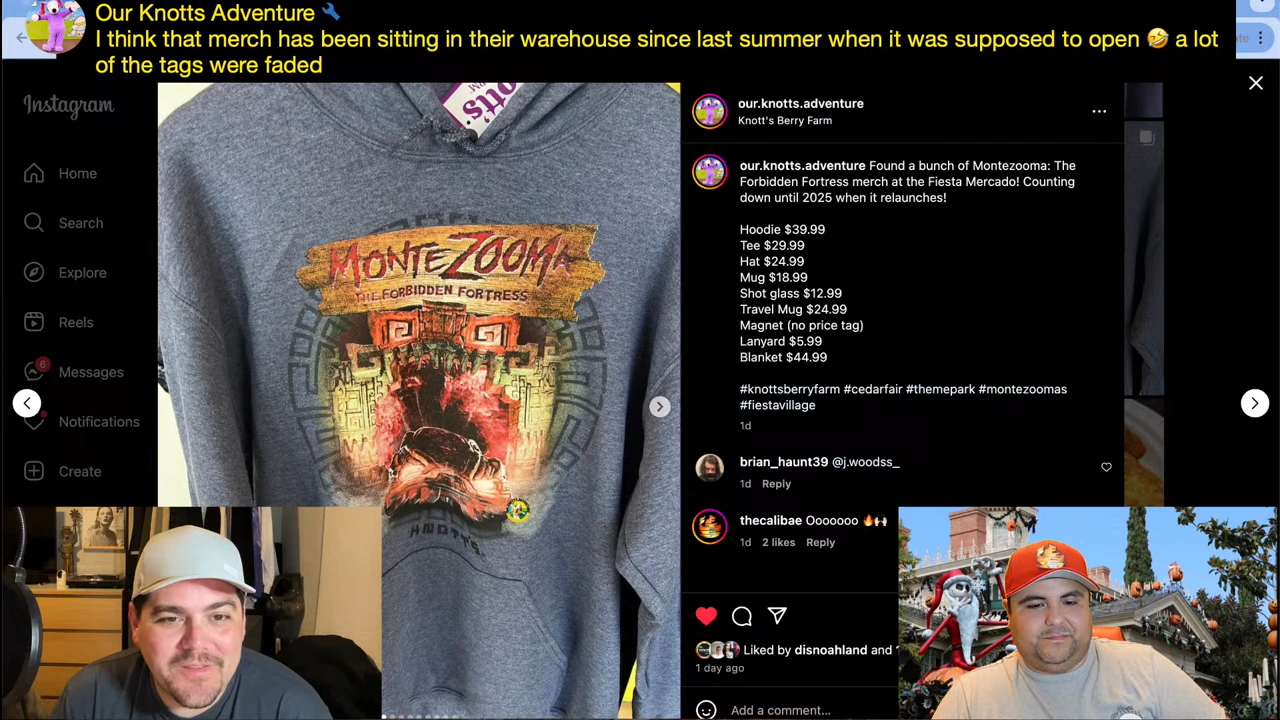 Our Knotts Adventure 🔧
I think that merch has been sitting in their warehouse since last summer when it was supposed to open 🤣 a lot
of the tags were faded
Instagram
Home
Search
Explore
Reels
6
Messages
Notifications
Create
MONTEZOOMA
THE FORBIDDEN FORTRESS
KNOTT'S
our.knotts.adventure
Knott's Berry Farm
our.knotts.adventure Found a bunch of Montezooma: The
Forbidden Fortress merch at the Fiesta Mercado! Counting
down until 2025 when it relaunches!
Hoodie $39.99
Tee $29.99
Hat $24.99
Mug $18.99
Shot glass $12.99
Travel Mug $24.99
Magnet (no price tag)
Lanyard $5.99
Blanket $44.99
#knottsberryfarm #cedarfair #themepark #montezoomas
#fiestavillage
1d
brian_haunt39 @j.woodss_
1d Reply
thecalibae Ooooooo 🔥🙌
1d 2 likes Reply
Liked by disnoahland and
1 day ago
Add a comment...